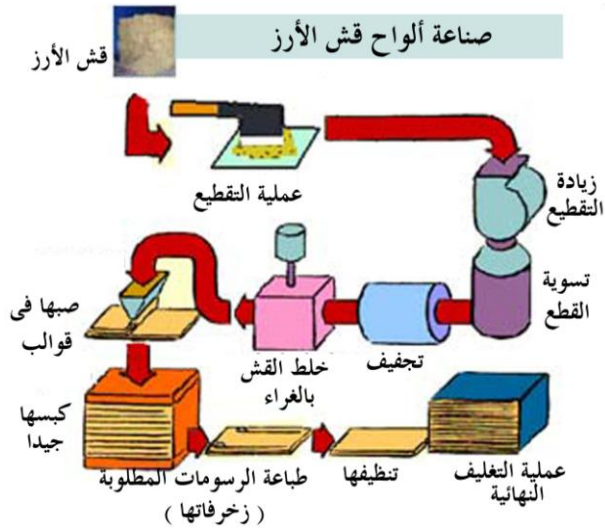 صناعة ألواح قش الأرز
قش الأرز
عملية التقطيع
زيادة
التقطيع
تسوية
القطع
تجفيف
خلط القش
بالغراء
صبها فى
قوالب
كبسها
جيدا
طباعة الرسومات المطلوبة
( زخرفاتها )
تنظيفها
عملية التغليف
النهائية